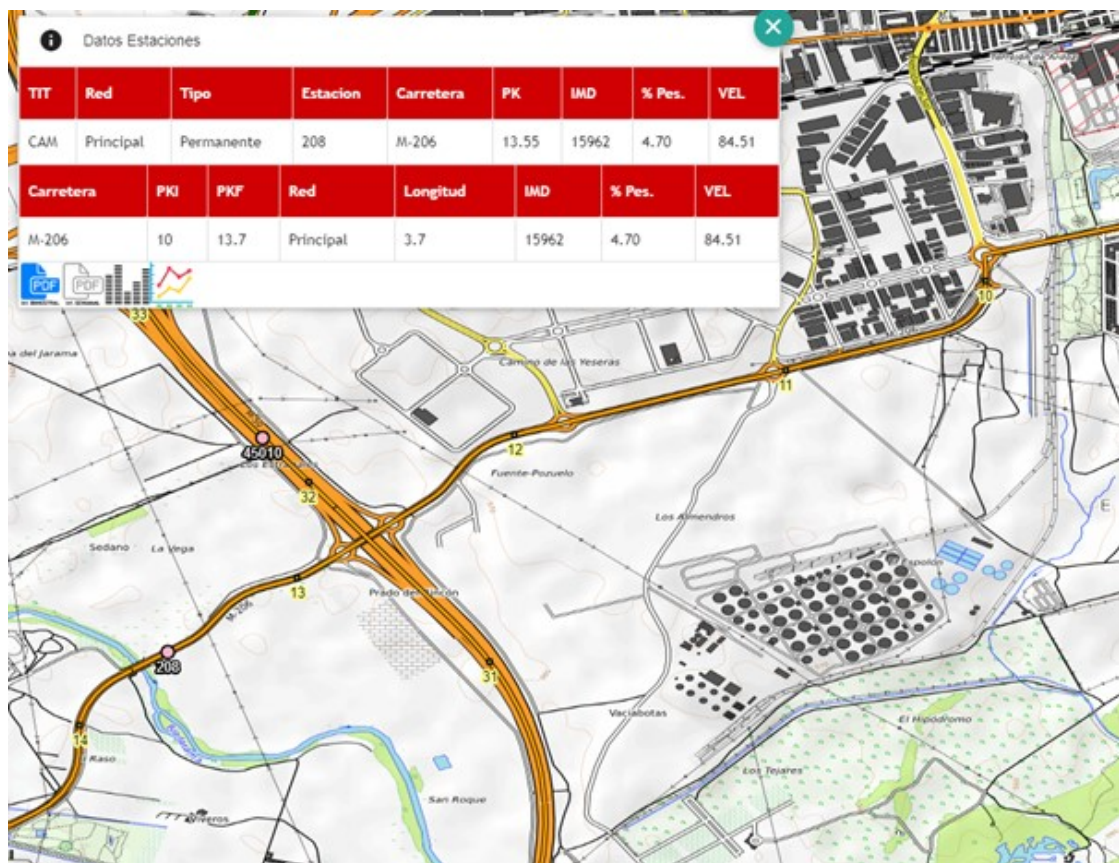 Datos Estaciones
TIT Red Tipo Estacion Carretera PK IMD % Pes. VEL
CAM Principal Permanente 208 M-206 13.55 15962 4.70 84.51
Carretera PKI PKF Red Longitud IMD % Pes. VEL
M-206 10 13.7 Principal 3.7 15962 4.70 84.51
PDF PDF
33
10
a del Jarama
Camino de las Yeseras
11
12
45010
32
Fuente-Pozuelo
Los Almendros
E
Sedano La Vega
13
Prado del Rincón
M-206
208
31
14
Vaciabotas
El Hipódromo
Raso
Los Tejares
San Roque
Viveros